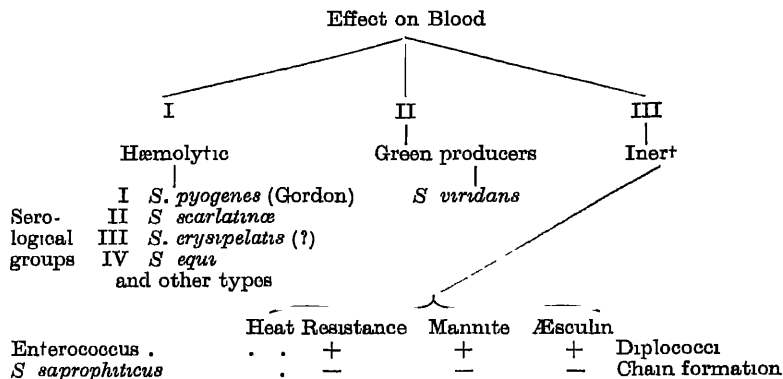 Effect on Blood
I II III
Hæmolytic Green producers Inert
I S. pyogenes (Gordon) S viridans
Sero- II S scarlatinæ
logical III S. erysipelatis (?)
groups IV S equi
and other types
Heat Resistance Mannite Æsculin
Enterococcus . . . + + + Diplococci
S saprophiticus . — — — Chain formation